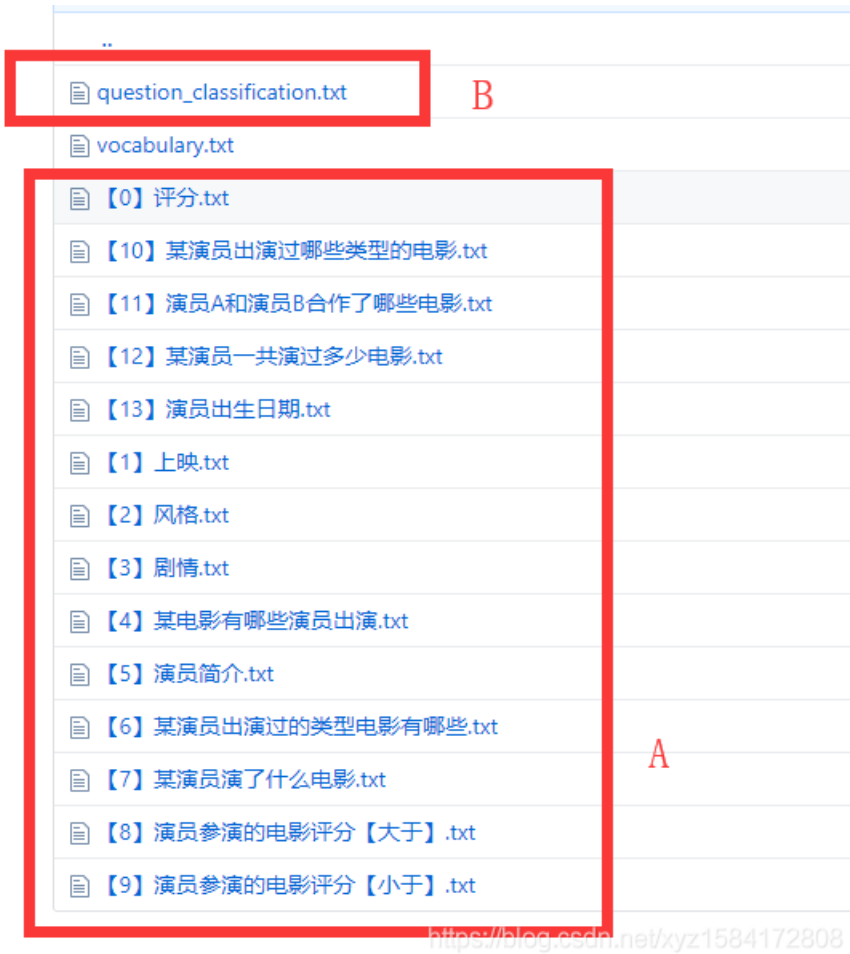 ..
question_classification.txt
B
vocabulary.txt
【0】评分.txt
【10】某演员出演过哪些类型的电影.txt
【11】演员A和演员B合作了哪些电影.txt
【12】某演员一共演过多少电影.txt
【13】演员出生日期.txt
【1】上映.txt
【2】风格.txt
【3】剧情.txt
【4】某电影有哪些演员出演.txt
【5】演员简介.txt
【6】某演员出演过的类型电影有哪些.txt
【7】某演员演了什么电影.txt
A
【8】演员参演的电影评分【大于】.txt
【9】演员参演的电影评分【小于】.txt
https://blog.csdn.net/xyz1584172808